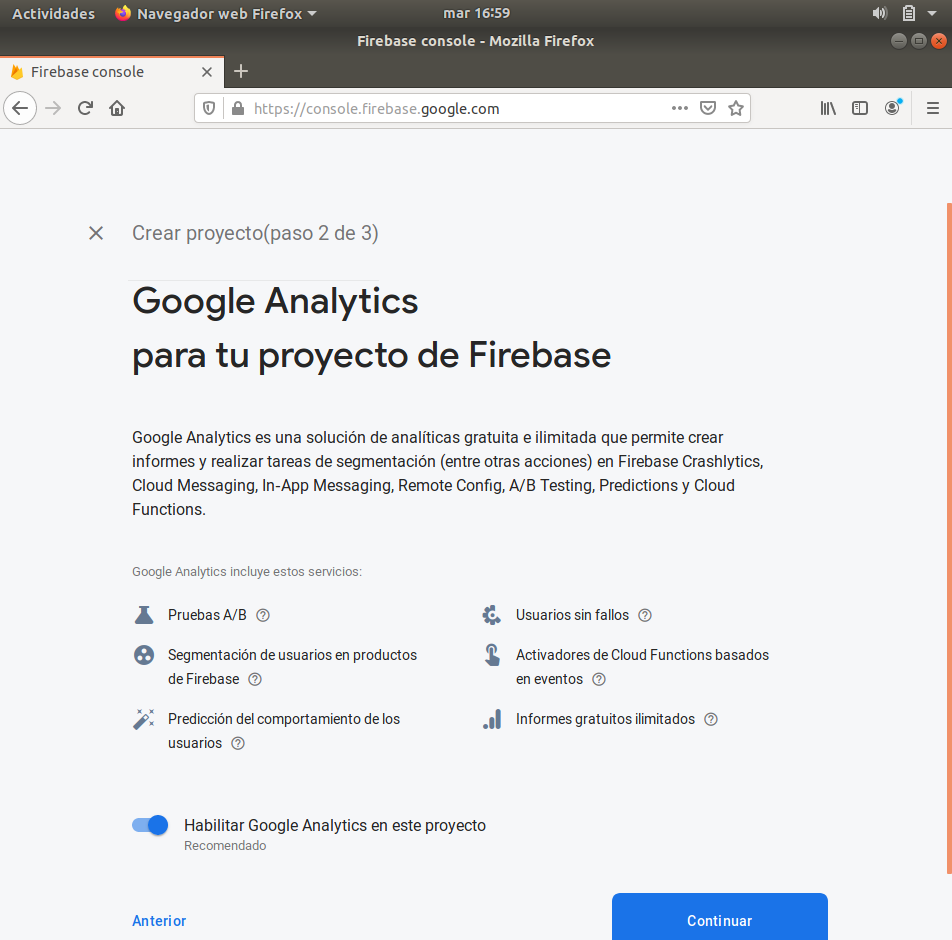 Actividades Navegador web Firefox mar 16:59
Firebase console - Mozilla Firefox
Firebase console
https://console.firebase.google.com
Crear proyecto(paso 2 de 3)
Google Analytics
para tu proyecto de Firebase
Google Analytics es una solución de analíticas gratuita e ilimitada que permite crear
informes y realizar tareas de segmentación (entre otras acciones) en Firebase Crashlytics,
Cloud Messaging, In-App Messaging, Remote Config, A/B Testing, Predictions y Cloud
Functions.
Google Analytics incluye estos servicios:
Pruebas A/B
Usuarios sin fallos
Segmentación de usuarios en productos
de Firebase
Activadores de Cloud Functions basados
en eventos
Predicción del comportamiento de los
usuarios
Informes gratuitos ilimitados
Habilitar Google Analytics en este proyecto
Recomendado
Anterior
Continuar